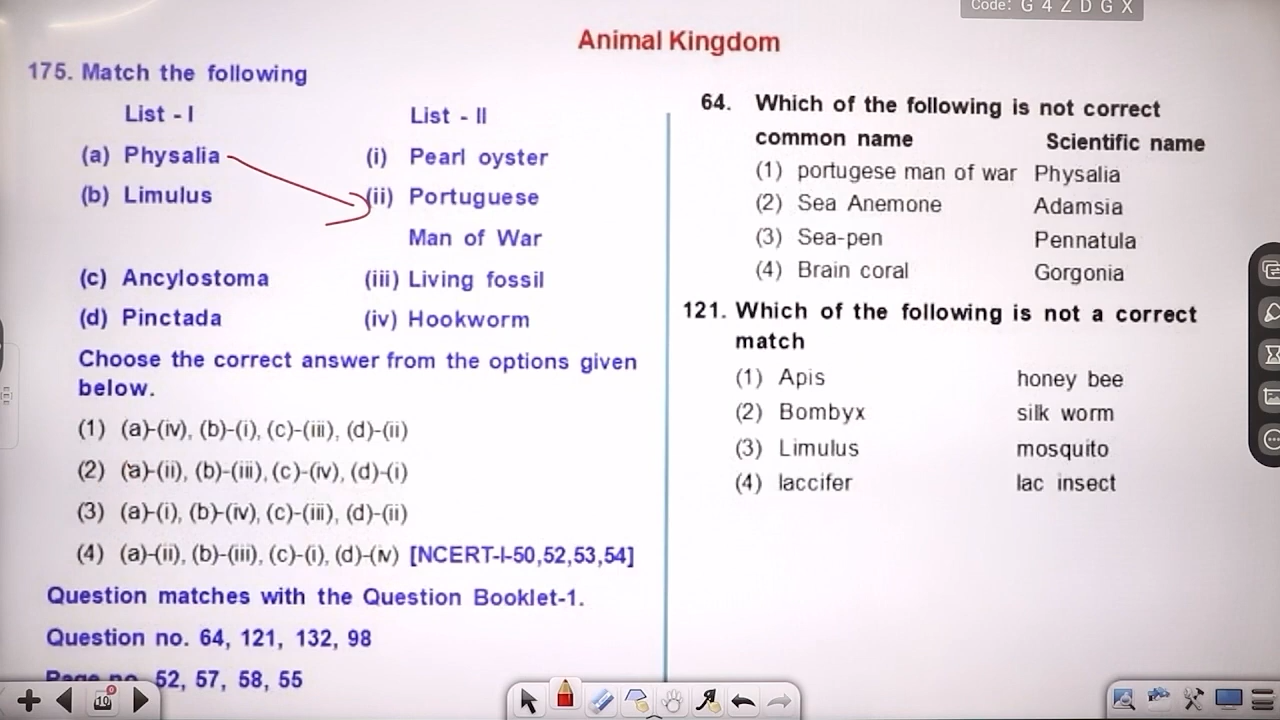 Code: G 4 Z D G X
Animal Kingdom
175. Match the following
List - I List - II
(a) Physalia (i) Pearl oyster
(b) Limulus (ii) Portuguese
Man of War
(c) Ancylostoma (iii) Living fossil
(d) Pinctada (iv) Hookworm
Choose the correct answer from the options given
below.
(1) (a)-(iv), (b)-(i), (c)-(iii), (d)-(ii)
(2) (a)-(ii), (b)-(iii), (c)-(iv), (d)-(i)
(3) (a)-(i), (b)-(iv), (c)-(iii), (d)-(ii)
(4) (a)-(ii), (b)-(iii), (c)-(i), (d)-(iv) [NCERT-I-50,52,53,54]
Question matches with the Question Booklet-1.
Question no. 64, 121, 132, 98
Page no. 52, 57, 58, 55
64. Which of the following is not correct
common name Scientific name
(1) portugese man of war Physalia
(2) Sea Anemone Adamsia
(3) Sea-pen Pennatula
(4) Brain coral Gorgonia
121. Which of the following is not a correct
match
(1) Apis honey bee
(2) Bombyx silk worm
(3) Limulus mosquito
(4) laccifer lac insect
10